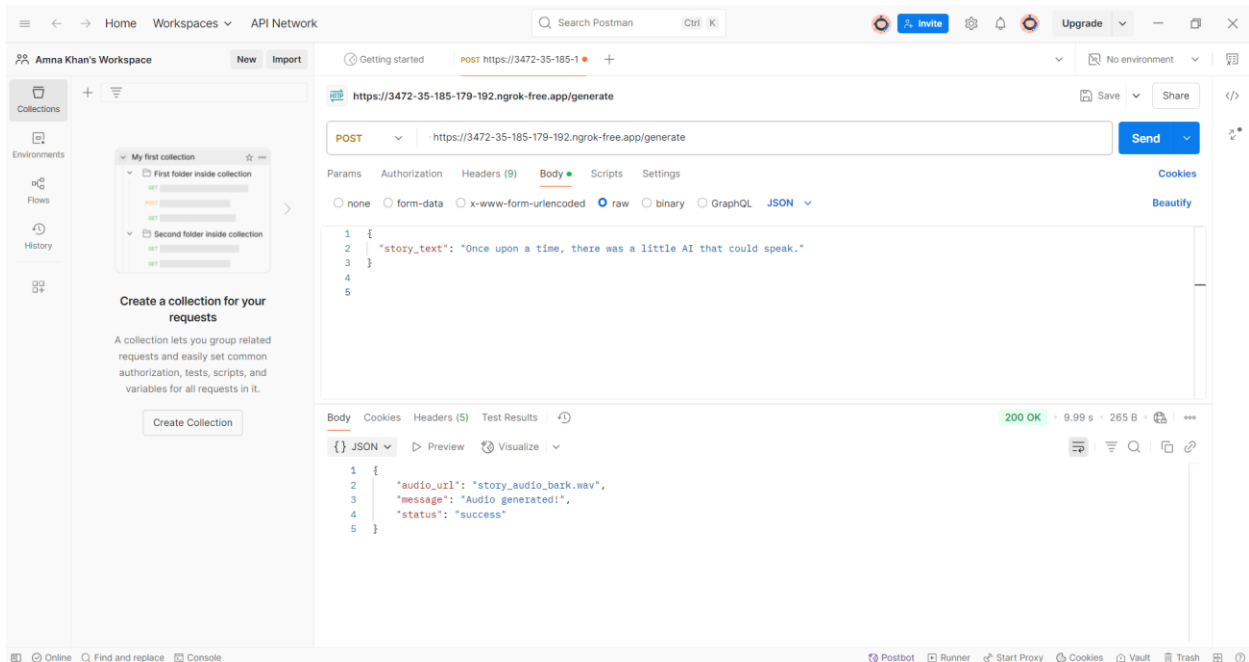 Home Workspaces API Network
Search Postman Ctrl K
Invite Upgrade
Amna Khan's Workspace New Import
Getting started POST https://3472-35-185-1 No environment
Collections
Environments
Flows
History
My first collection
First folder inside collection
GET
POST
GET
Second folder inside collection
GET
GET
Create a collection for your
requests
A collection lets you group related
requests and easily set common
authorization, tests, scripts, and
variables for all requests in it.
Create Collection
HTTP https://3472-35-185-179-192.ngrok-free.app/generate Save Share
POST https://3472-35-185-179-192.ngrok-free.app/generate Send
Params Authorization Headers (9) Body Scripts Settings Cookies
none form-data x-www-form-urlencoded raw binary GraphQL JSON Beautify
1 {
2 "story_text": "Once upon a time, there was a little AI that could speak."
3 }
4
5
Body Cookies Headers (5) Test Results 200 OK 9.99 s 265 B
{} JSON Preview Visualize
1 {
2 "audio_url": "story_audio_bark.wav",
3 "message": "Audio generated!",
4 "status": "success"
5 }
Online Find and replace Console Postbot Runner Start Proxy Cookies Vault Trash